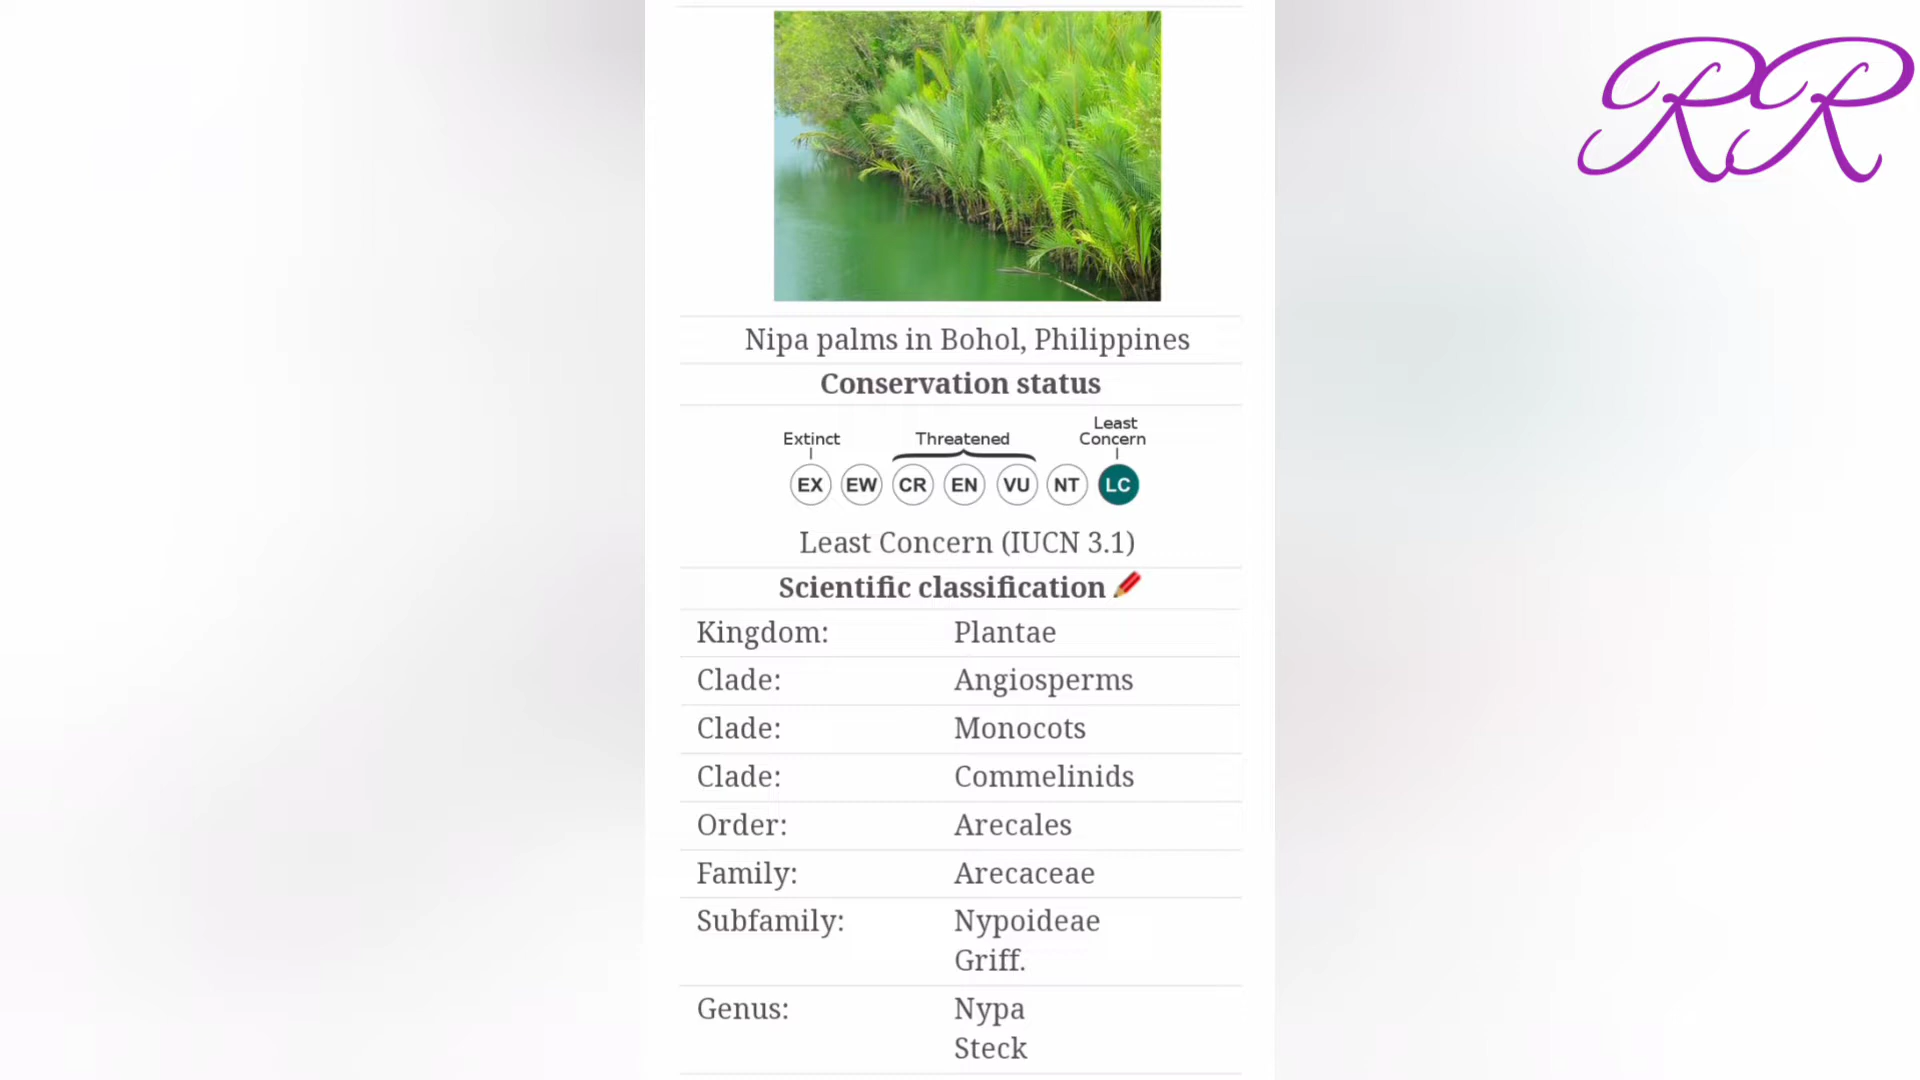 RR
Nipa palms in Bohol, Philippines
Conservation status
Least
Extinct Threatened Concern
EX EW CR EN VU NT LC
Least Concern (IUCN 3.1)
Scientific classification
Kingdom: Plantae
Clade: Angiosperms
Clade: Monocots
Clade: Commelinids
Order: Arecales
Family: Arecaceae
Subfamily: Nypoideae
Griff.
Genus: Nypa
Steck